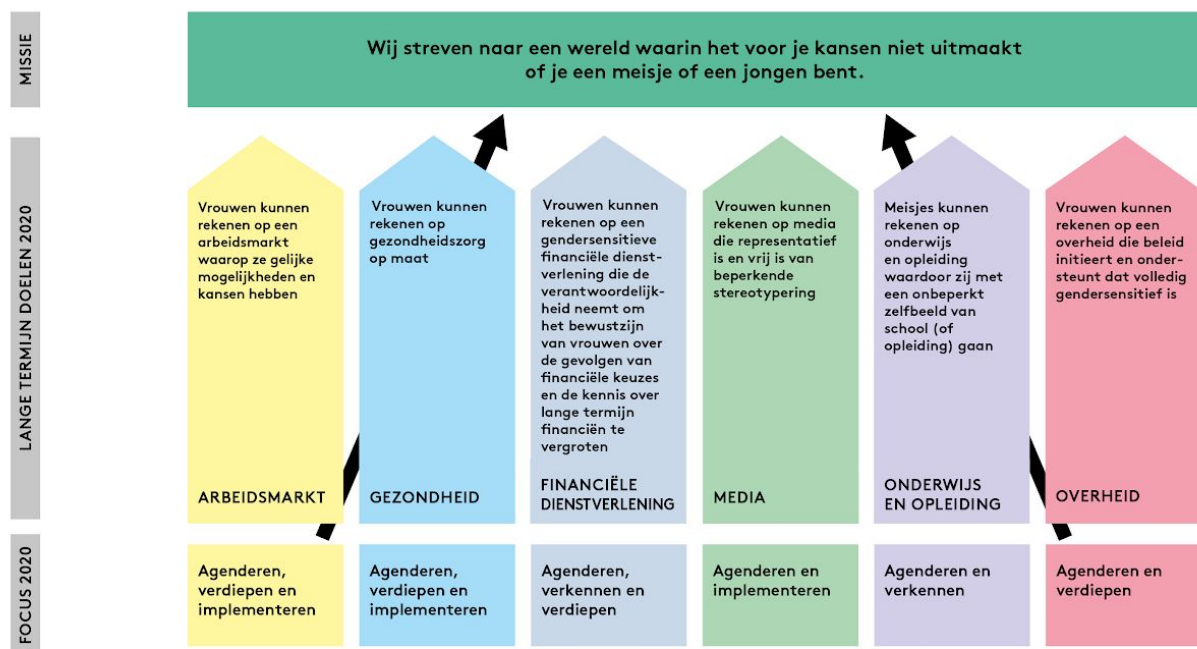 MISSIE
Wij streven naar een wereld waarin het voor je kansen niet uitmaakt
of je een meisje of een jongen bent.
LANGE TERMIJN DOELEN 2020
Vrouwen kunnen
rekenen op een
arbeidsmarkt
waarop ze gelijke
mogelijkheden en
kansen hebben
ARBEIDSMARKT
Vrouwen kunnen
rekenen op
gezondheidszorg
op maat
GEZONDHEID
Vrouwen kunnen
rekenen op een
gendersensitieve
financiële dienst-
verlening die de
verantwoordelijk-
heid neemt om
het bewustzijn
van vrouwen over
de gevolgen van
financiële keuzes
en de kennis over
lange termijn
financiën te
vergroten
FINANCIËLE
DIENSTVERLENING
Vrouwen kunnen
rekenen op media
die representatief
is en vrij is van
beperkende
stereotypering
MEDIA
Meisjes kunnen
rekenen op
onderwijs
en opleiding
waardoor zij met
een onbeperkt
zelfbeeld van
school (of
opleiding) gaan
ONDERWIJS
EN OPLEIDING
Vrouwen kunnen
rekenen op een
overheid die beleid
initieert en onder-
steunt dat volledig
gendersensitief is
OVERHEID
FOCUS 2020
Agenderen,
verdiepen en
implementeren
Agenderen,
verdiepen en
implementeren
Agenderen,
verkennen en
verdiepen
Agenderen en
implementeren
Agenderen en
verkennen
Agenderen en
verdiepen